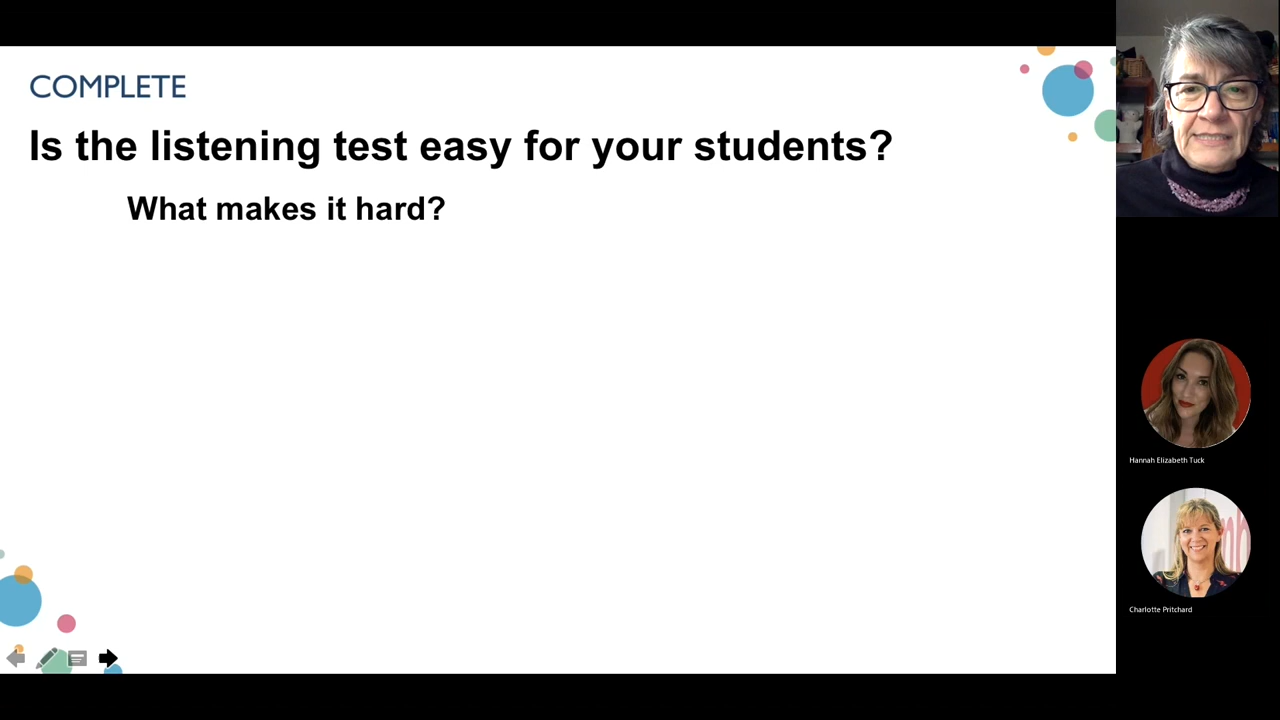 COMPLETE
Is the listening test easy for your students?
What makes it hard?
Hannah Elizabeth Tuck
Charlotte Pritchard